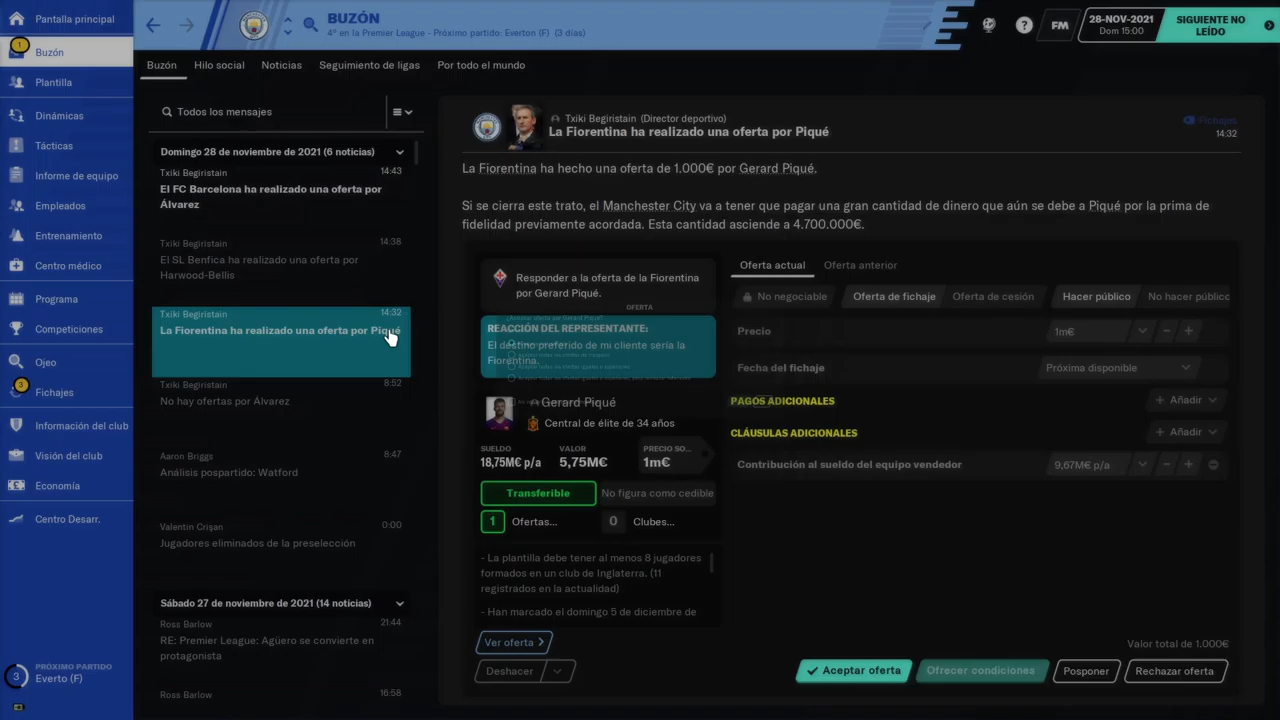 Pantalla principal
BUZÓN
4º en la Premier League - Próximo partido: Everton (F) (3 días)
FM
28-NOV-2021
Dom 15:00
SIGUIENTE NO
LEÍDO
1
Buzón
Plantilla
Dinámicas
Tácticas
Informe de equipo
Empleados
Entrenamiento
Centro médico
Programa
Competiciones
Ojeo
3
Fichajes
Información del club
Visión del club
Economía
Centro Desarr.
3
PRÓXIMO PARTIDO
Everto (F)
Buzón
Hilo social
Noticias
Seguimiento de ligas
Por todo el mundo
Todos los mensajes
Domingo 28 de noviembre de 2021 (6 noticias)
Txiki Begiristain
14:43
El FC Barcelona ha realizado una oferta por
Álvarez
Txiki Begiristain
14:38
El SL Benfica ha realizado una oferta por
Harwood-Bellis
Txiki Begiristain
14:32
La Fiorentina ha realizado una oferta por Piqué
Txiki Begiristain
8:52
No hay ofertas por Álvarez
Aaron Briggs
8:47
Análisis pospartido: Watford
Valentin Crişan
0:00
Jugadores eliminados de la preselección
Sábado 27 de noviembre de 2021 (14 noticias)
Ross Barlow
21:44
RE: Premier League: Agüero se convierte en
protagonista
Ross Barlow
16:58
Txiki Begiristain (Director deportivo)
La Fiorentina ha realizado una oferta por Piqué
Fichajes
14:32
La Fiorentina ha hecho una oferta de 1.000€ por Gerard Piqué.
Si se cierra este trato, el Manchester City va a tener que pagar una gran cantidad de dinero que aún se debe a Piqué por la prima de
fidelidad previamente acordada. Esta cantidad asciende a 4.700.000€.
Responder a la oferta de la Fiorentina
por Gerard Piqué.
OFERTA
REACCIÓN DEL REPRESENTANTE:
El destino preferido de mi cliente sería la
Fiorentina.
Gerard Piqué
Central de élite de 34 años
SUELDO
18,75M€ p/a
VALOR
5,75M€
PRECIO SO...
1m€
Transferible
No figura como cedible
1
Ofertas...
0
Clubes...
- La plantilla debe tener al menos 8 jugadores
formados en un club de Inglaterra. (11
registrados en la actualidad)
- Han marcado el domingo 5 de diciembre de
Ver oferta
Deshacer
Oferta actual
Oferta anterior
No negociable
Oferta de fichaje
Oferta de cesión
Hacer público
No hacer público
Precio
1m€
Fecha del fichaje
Próxima disponible
PAGOS ADICIONALES
Añadir
CLÁUSULAS ADICIONALES
Añadir
Contribución al sueldo del equipo vendedor
9,67M€ p/a
Valor total de 1.000€
Aceptar oferta
Ofrecer condiciones
Posponer
Rechazar oferta